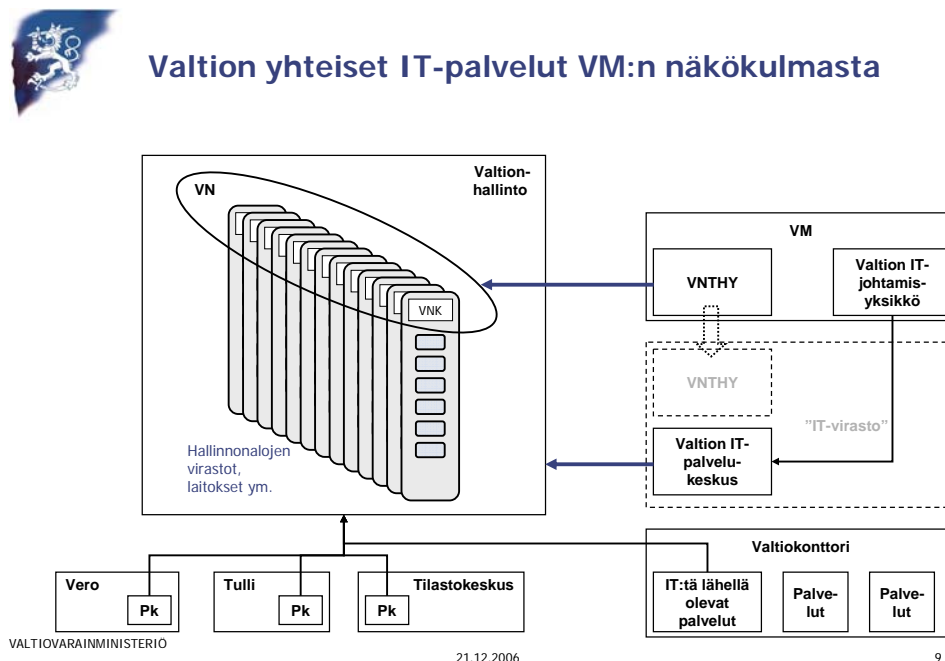 Valtion yhteiset IT-palvelut VM:n näkökulmasta
VN
Valtion-
hallinto
VNK
Hallinnonalojen
virastot,
laitokset ym.
VM
VNTHY
Valtion IT-
johtamis-
yksikkö
VNTHY
"IT-virasto"
Valtion IT-
palvelu-
keskus
Valtiokonttori
IT:tä lähellä
olevat
palvelut
Palve-
lut
Palve-
lut
Vero
Pk
Tulli
Pk
Tilastokeskus
Pk
VALTIOVARAINMINISTERIÖ
21.12.2006
9